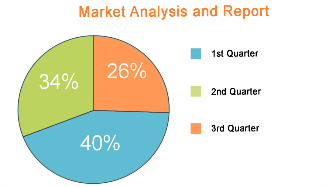 Market Analysis and Report
26%
34%
40%
1st Quarter
2nd Quarter
3rd Quarter